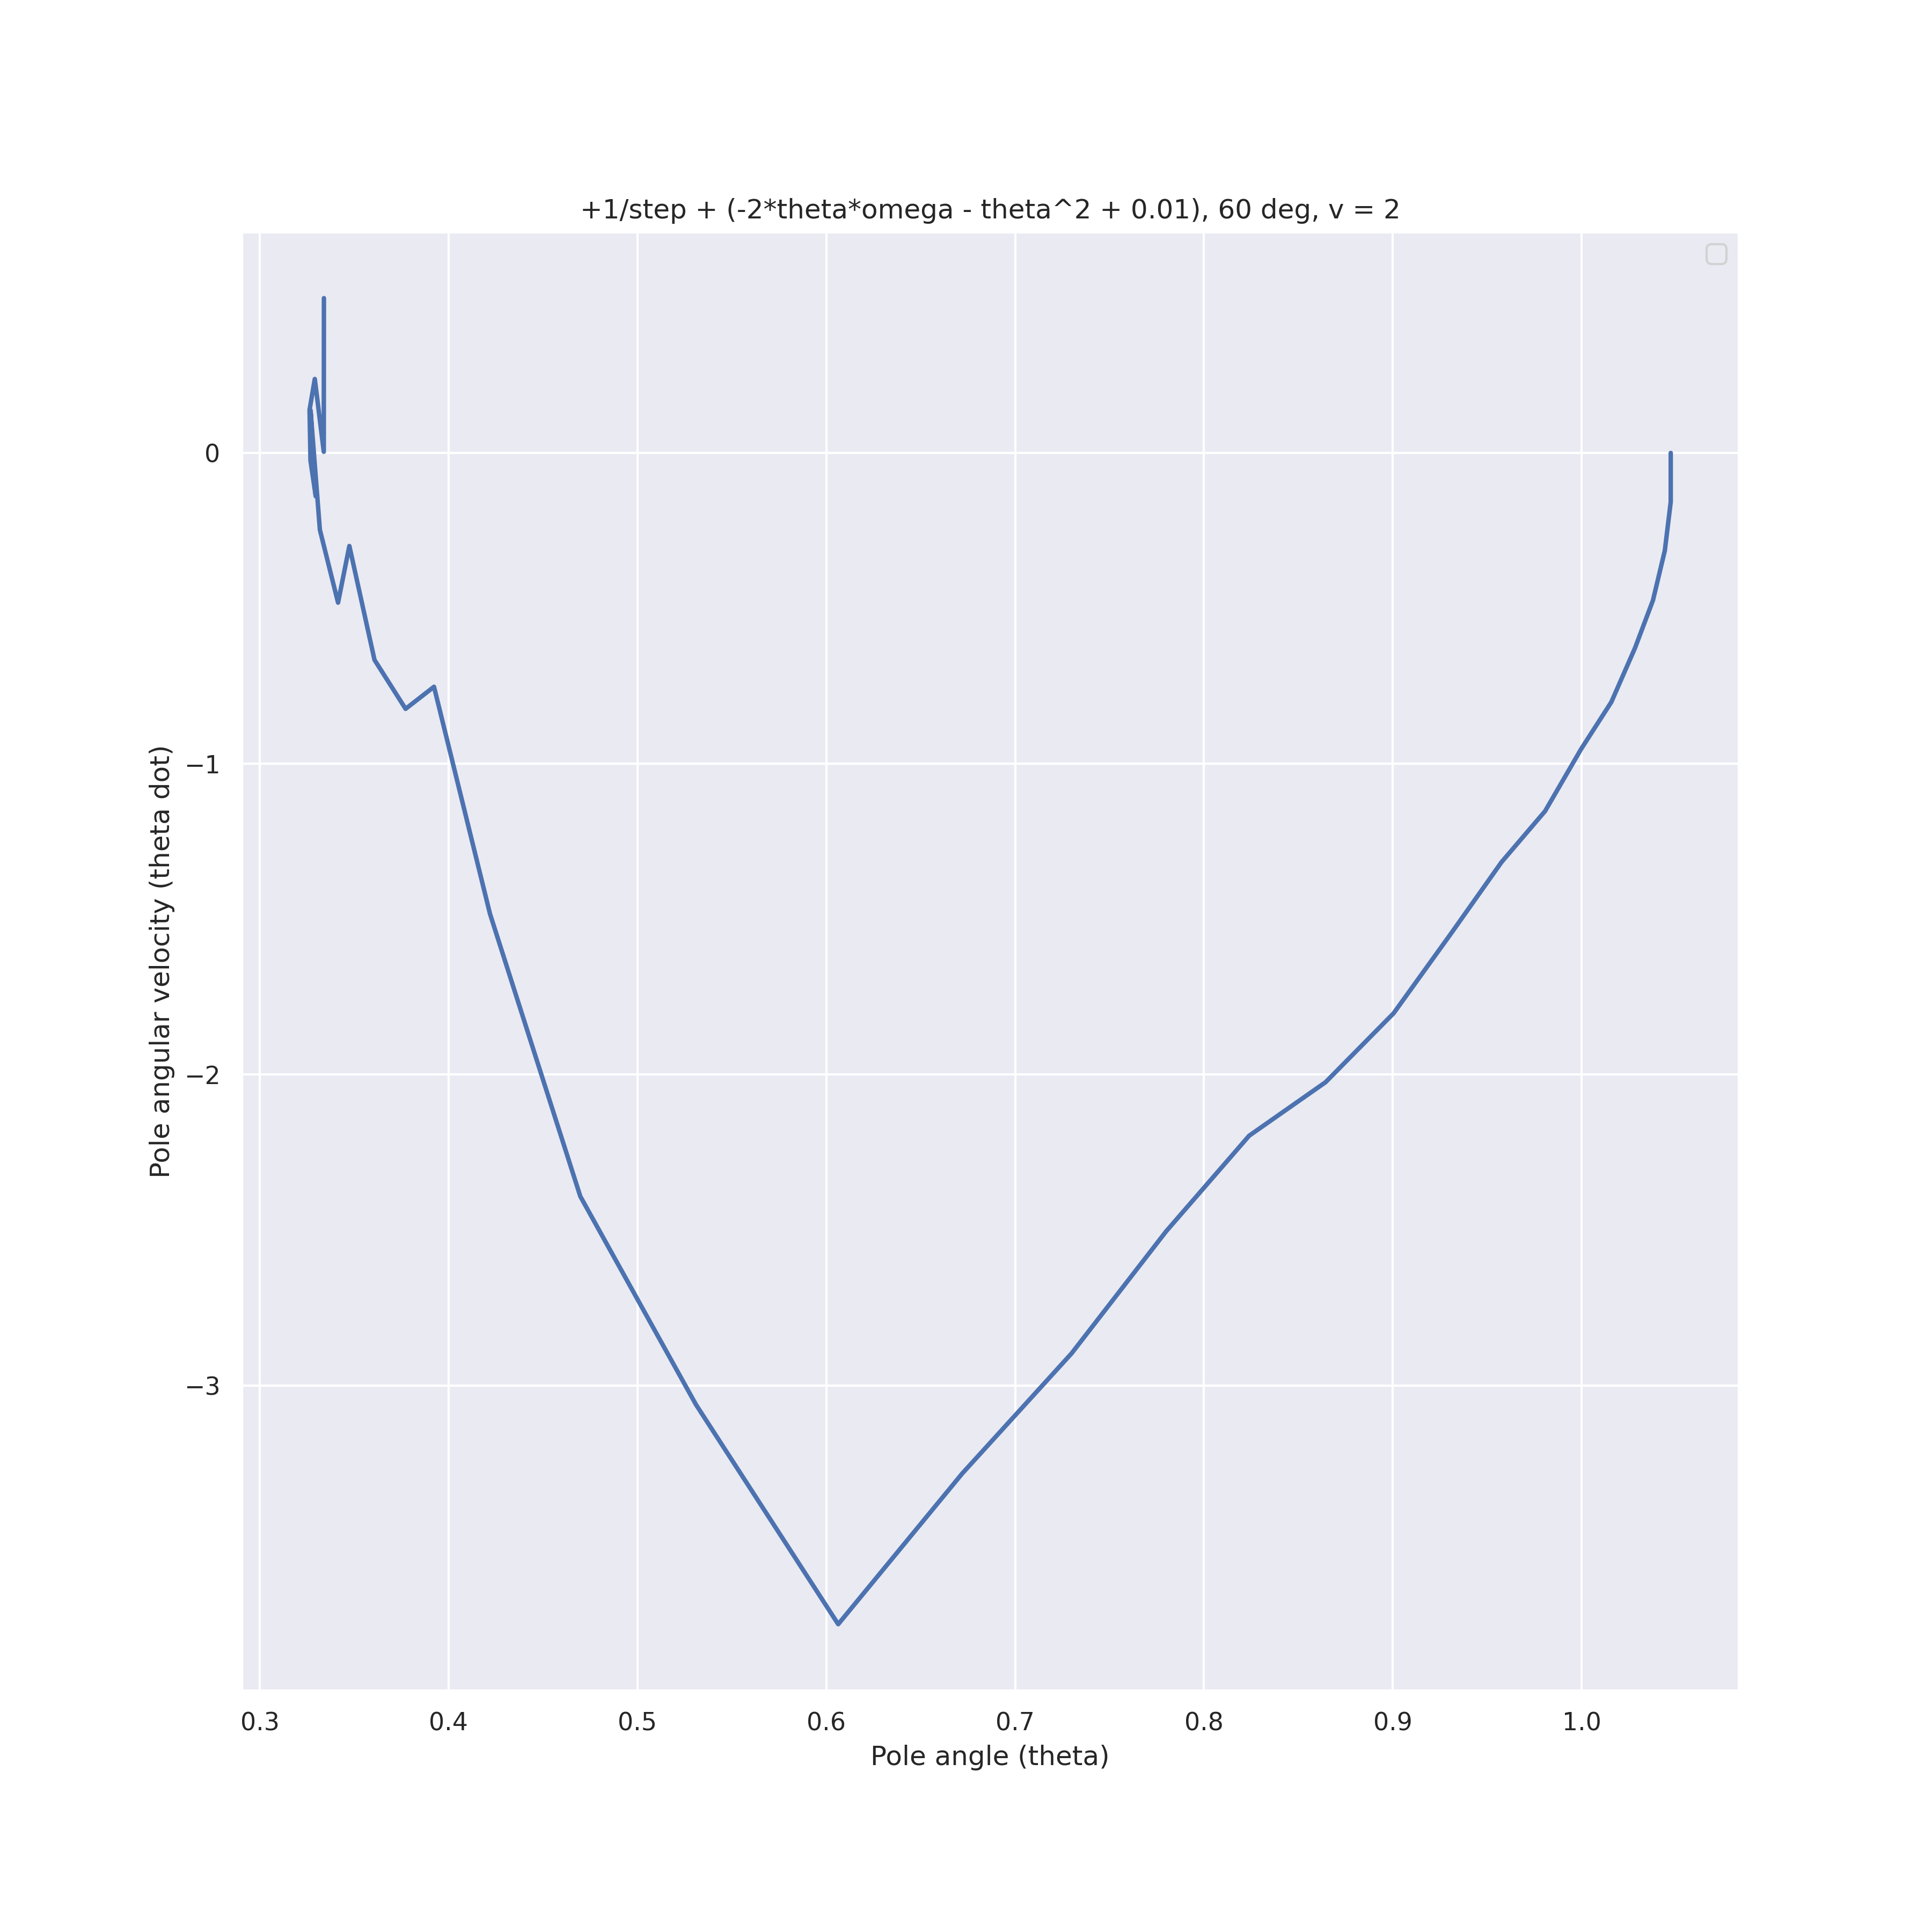 +1/step + (-2*theta*omega - theta^2 + 0.01), 60 deg, v = 2
0
−1
−2
−3
Pole angular velocity (theta dot)
0.3 0.4 0.5 0.6 0.7 0.8 0.9 1.0
Pole angle (theta)